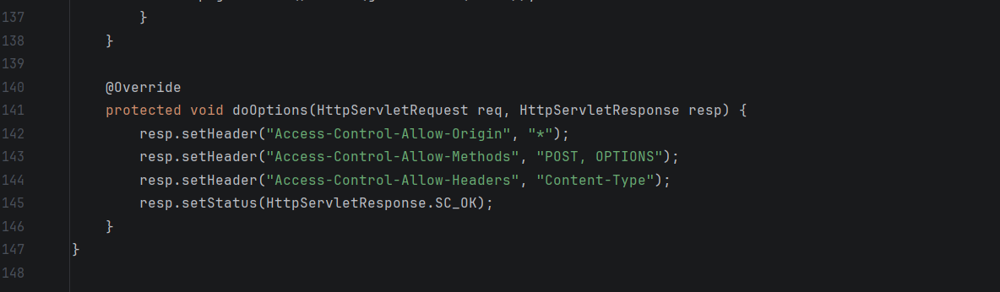 137 }
138 }
139
140 @Override
141 protected void doOptions(HttpServletRequest req, HttpServletResponse resp) {
142 resp.setHeader("Access-Control-Allow-Origin", "*");
143 resp.setHeader("Access-Control-Allow-Methods", "POST, OPTIONS");
144 resp.setHeader("Access-Control-Allow-Headers", "Content-Type");
145 resp.setStatus(HttpServletResponse.SC_OK);
146 }
147 }
148